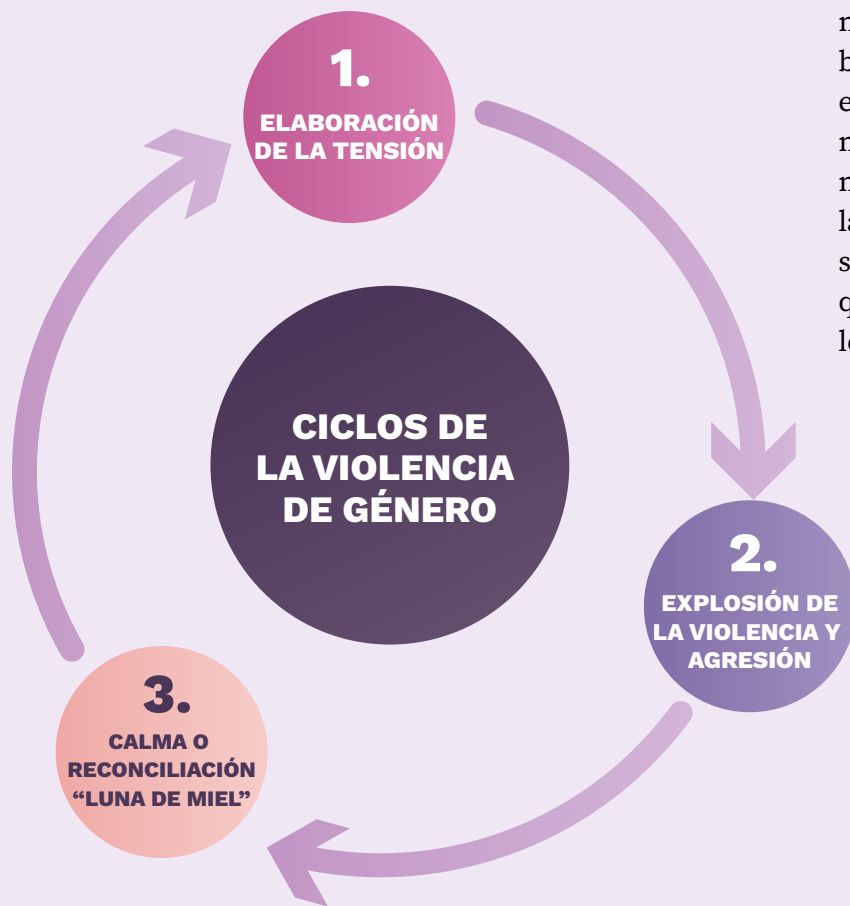 1.
ELABORACIÓN
DE LA TENSIÓN
CICLOS DE
LA VIOLENCIA
DE GÉNERO
2.
EXPLOSIÓN DE
LA VIOLENCIA Y
AGRESIÓN
3.
CALMA O
RECONCILIACIÓN
“LUNA DE MIEL”